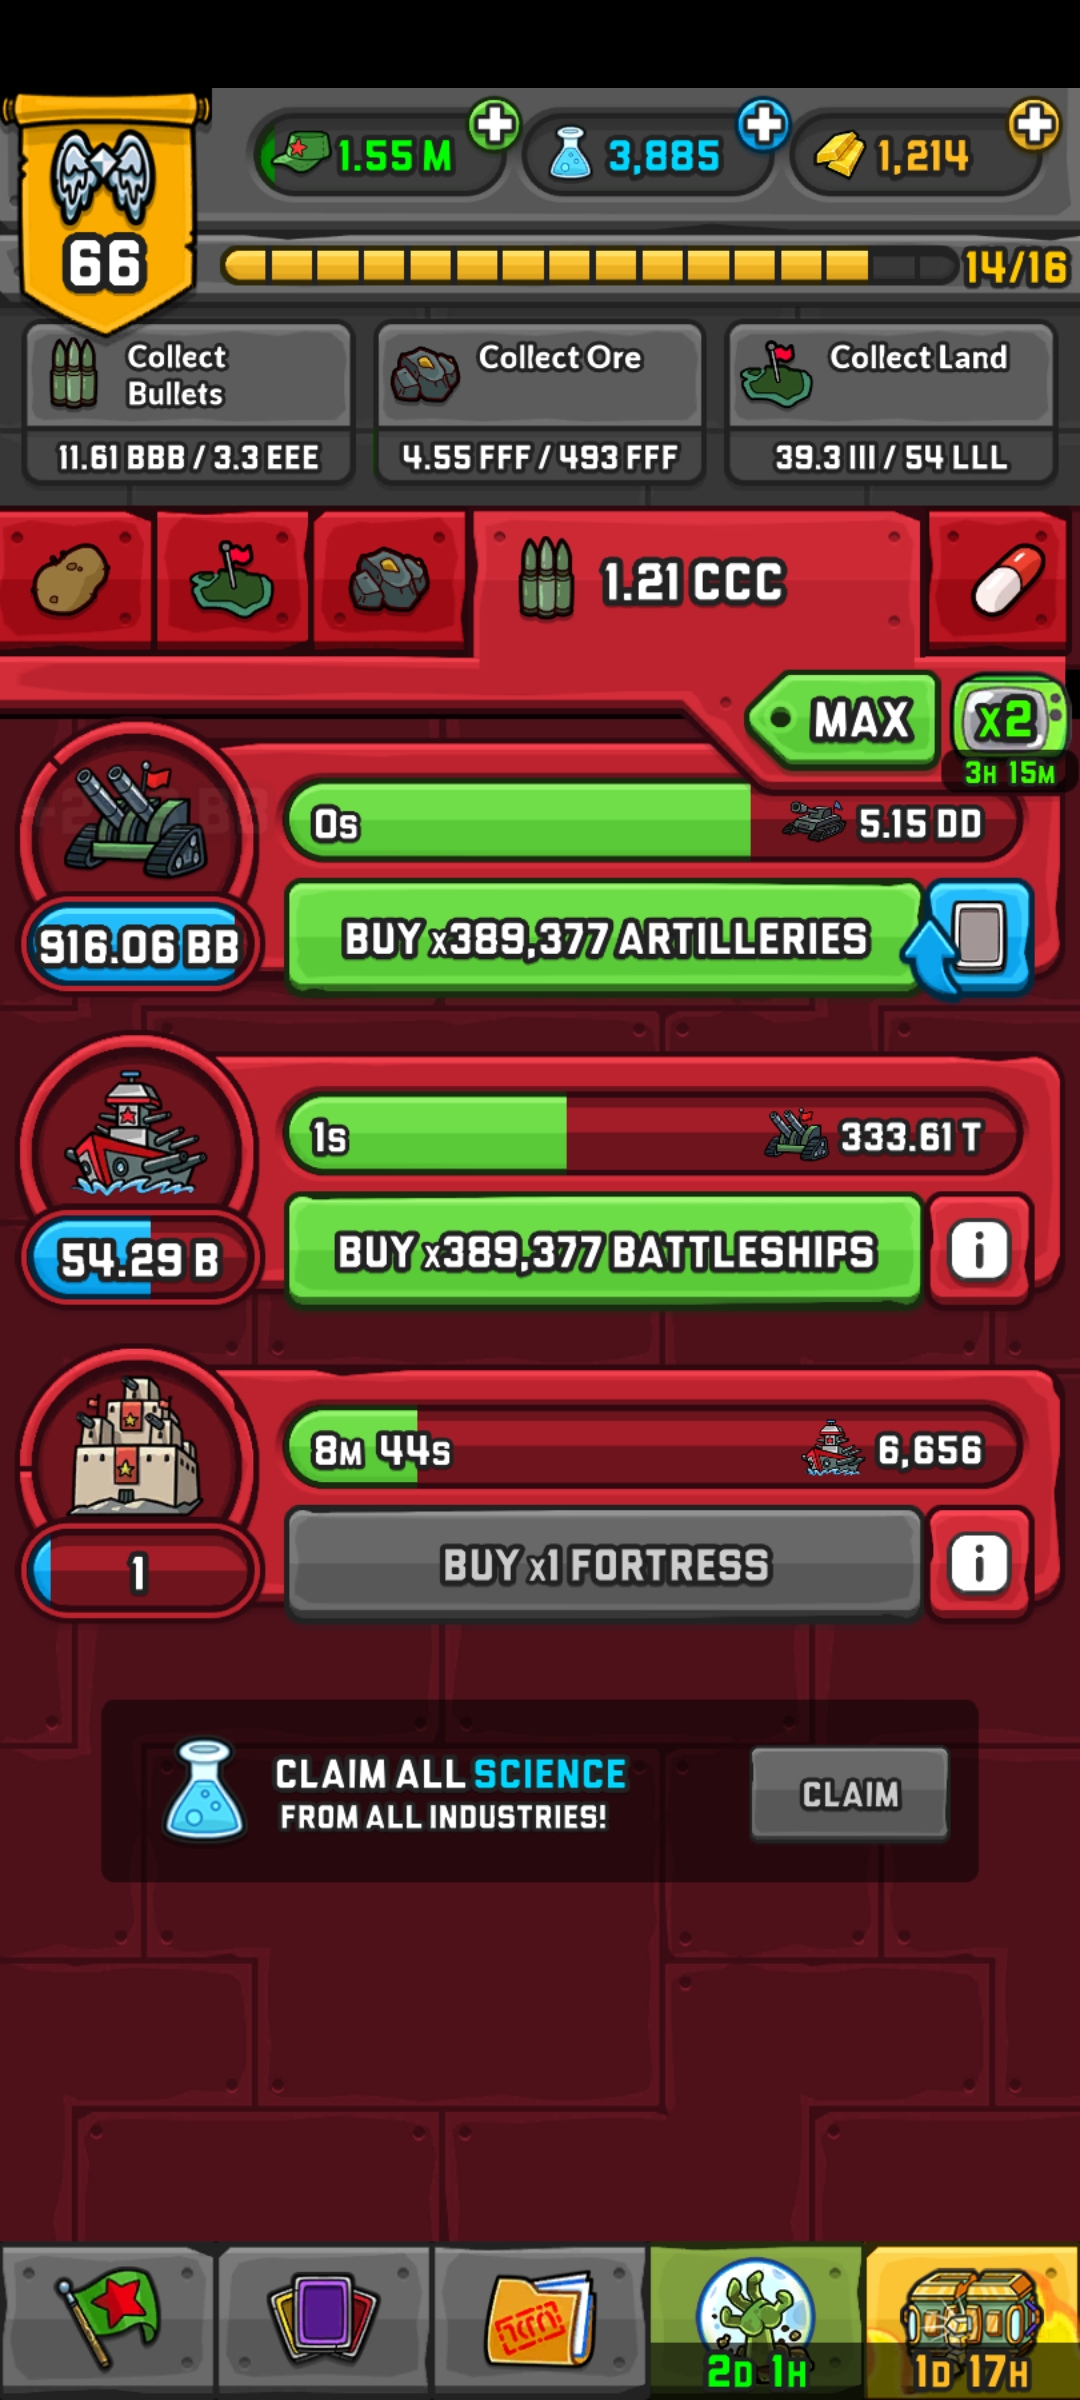 1.55 M
3,885
1,214
66
14/16
Collect
Bullets
Collect Ore
Collect Land
11.61 BBB / 3.3 EEE
4.55 FFF / 493 FFF
39.3 III / 54 LLL
1.21 CCC
MAX
x2
3H 15M
0s
5.15 DD
916.06 BB
BUY x389,377 ARTILLERIES
1s
333.61 T
54.29 B
BUY x389,377 BATTLESHIPS
i
8M 44s
6,656
1
BUY x1 FORTRESS
i
CLAIM ALL SCIENCE
FROM ALL INDUSTRIES!
CLAIM
2D 1H
1D 17H